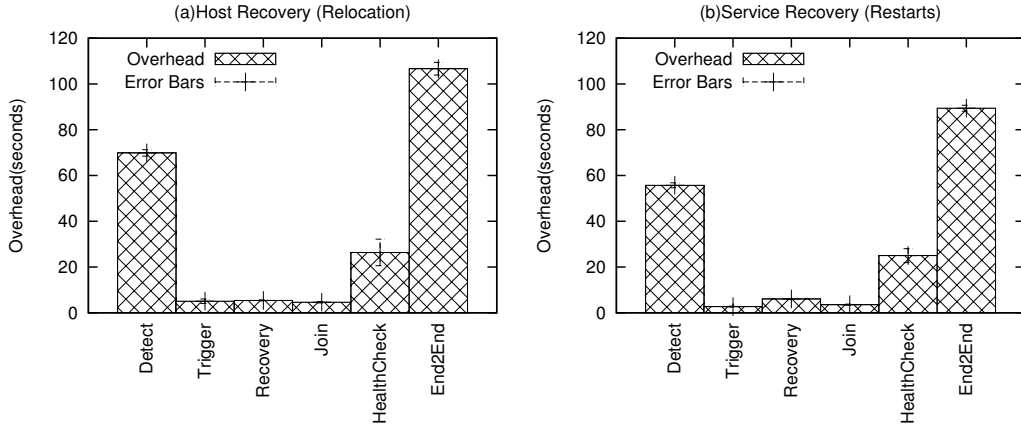 (a)Host Recovery (Relocation)
Overhead(seconds)
120
100
80
60
40
20
0
Overhead
Error Bars
Detect
Trigger
Recovery
Join
HealthCheck
End2End
(b)Service Recovery (Restarts)
Overhead(seconds)
120
100
80
60
40
20
0
Overhead
Error Bars
Detect
Trigger
Recovery
Join
HealthCheck
End2End